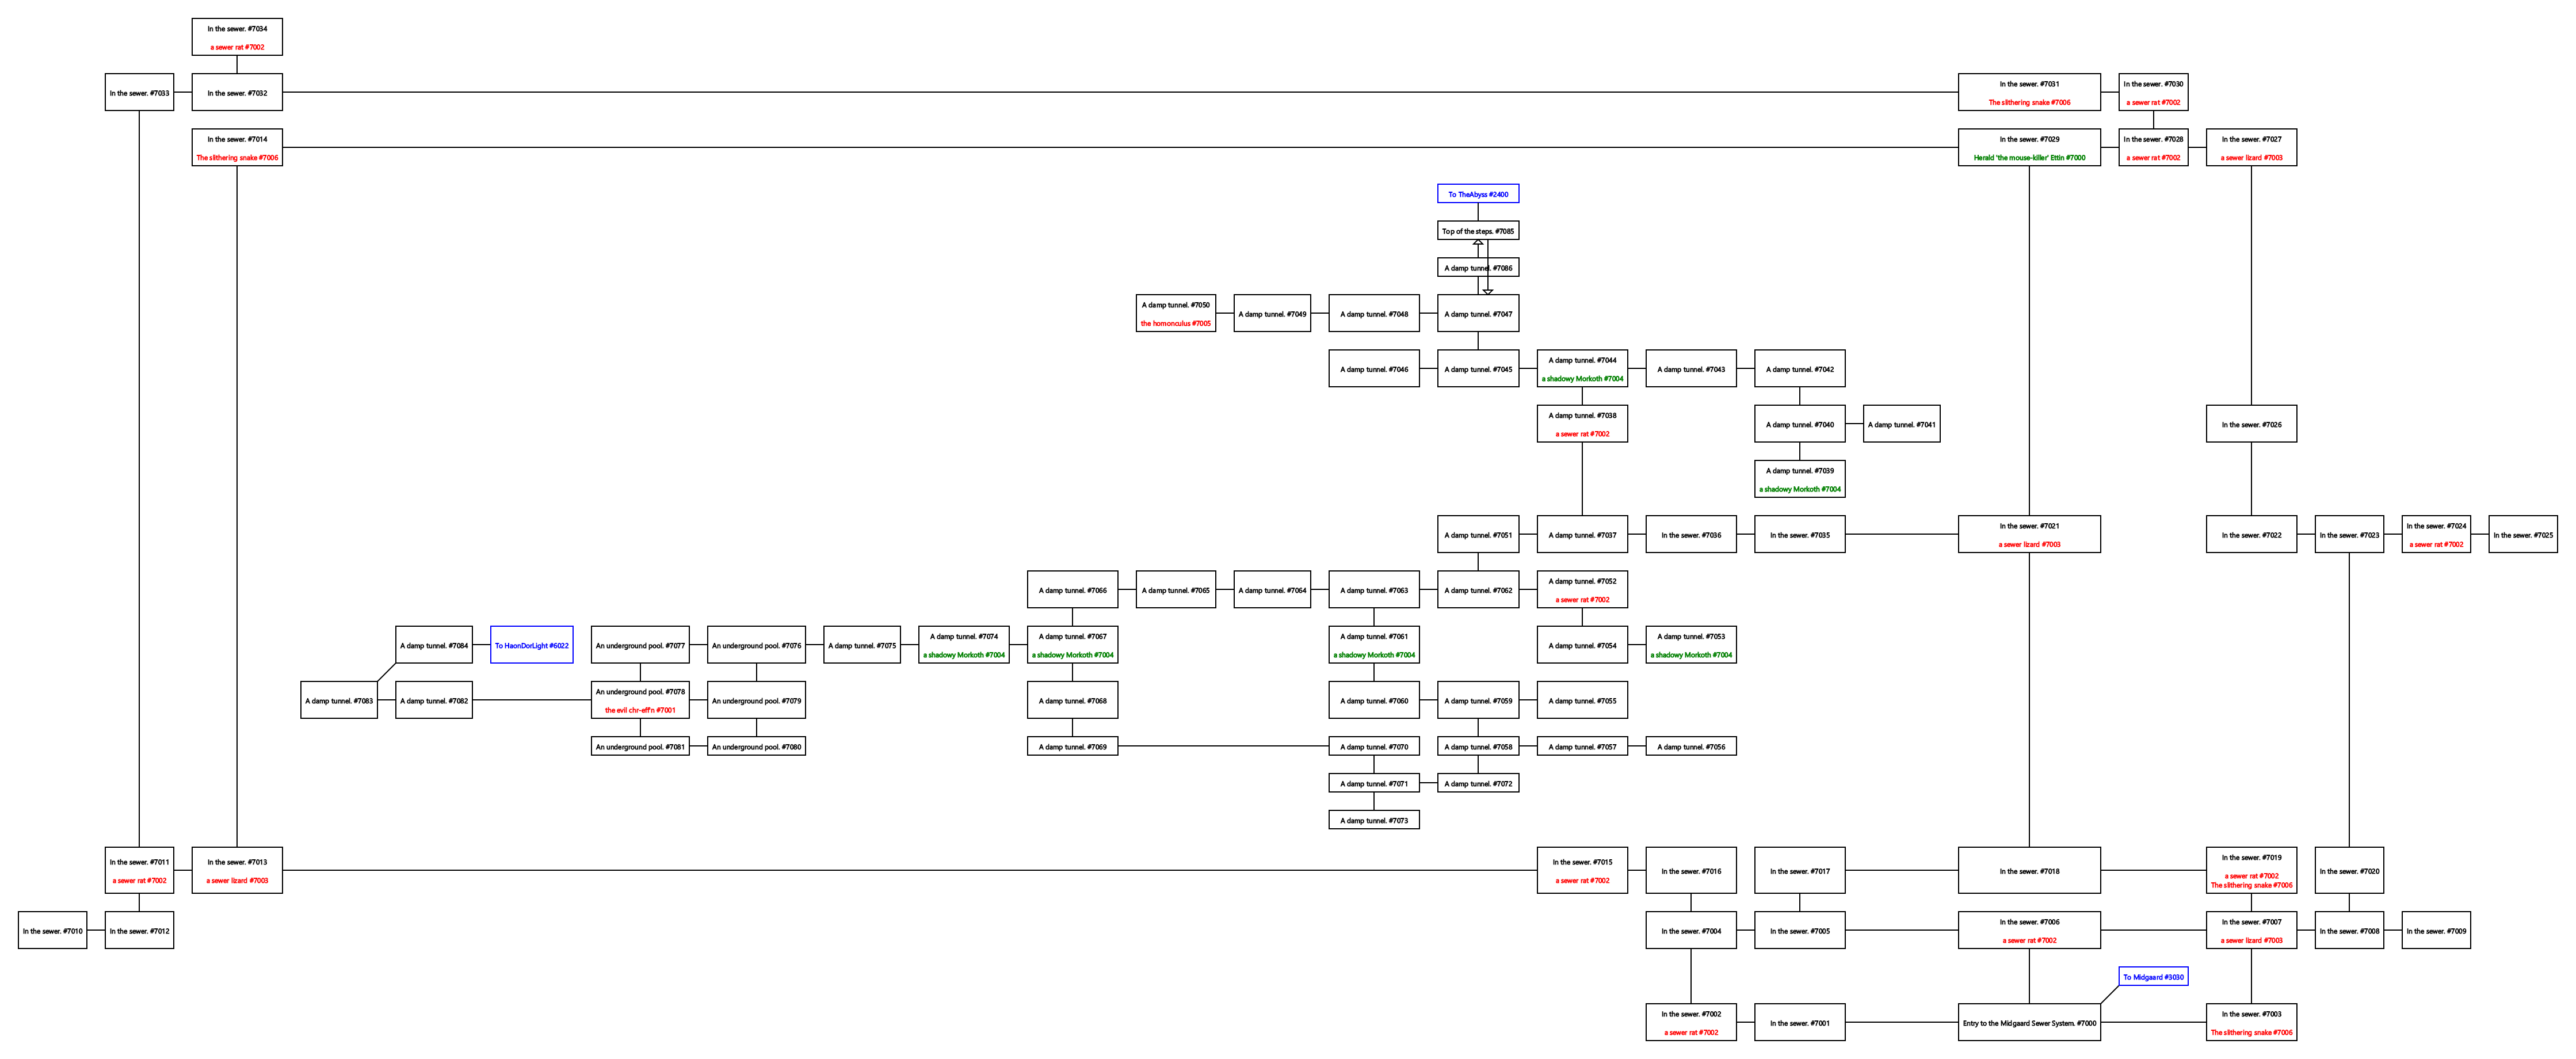 In the sewer. #7034
a sewer rat #7002
In the sewer. #7033
In the sewer. #7032
In the sewer. #7031
The slithering snake #7006
In the sewer. #7030
a sewer rat #7002
In the sewer. #7014
The slithering snake #7006
In the sewer. #7029
Herald 'the mouse-killer' Ettin #7000
In the sewer. #7028
a sewer rat #7002
In the sewer. #7027
a sewer lizard #7003
To TheAbyss #2400
Top of the steps. #7085
A damp tunnel. #7086
A damp tunnel. #7050
the homonculus #7005
A damp tunnel. #7049
A damp tunnel. #7048
A damp tunnel. #7047
A damp tunnel. #7046
A damp tunnel. #7045
A damp tunnel. #7044
a shadowy Morkoth #7004
A damp tunnel. #7043
A damp tunnel. #7042
A damp tunnel. #7038
a sewer rat #7002
A damp tunnel. #7040
A damp tunnel. #7041
In the sewer. #7026
A damp tunnel. #7039
a shadowy Morkoth #7004
A damp tunnel. #7051
A damp tunnel. #7037
In the sewer. #7036
In the sewer. #7035
In the sewer. #7021
a sewer lizard #7003
In the sewer. #7022
In the sewer. #7023
In the sewer. #7024
a sewer rat #7002
In the sewer. #7025
A damp tunnel. #7066
A damp tunnel. #7065
A damp tunnel. #7064
A damp tunnel. #7063
A damp tunnel. #7062
A damp tunnel. #7052
a sewer rat #7002
A damp tunnel. #7084
To HaonDorLight #6022
An underground pool. #7077
An underground pool. #7076
A damp tunnel. #7075
A damp tunnel. #7074
a shadowy Morkoth #7004
A damp tunnel. #7067
a shadowy Morkoth #7004
A damp tunnel. #7061
a shadowy Morkoth #7004
A damp tunnel. #7054
A damp tunnel. #7053
a shadowy Morkoth #7004
A damp tunnel. #7083
A damp tunnel. #7082
An underground pool. #7078
the evil chr-eff'n #7001
An underground pool. #7079
A damp tunnel. #7068
A damp tunnel. #7060
A damp tunnel. #7059
A damp tunnel. #7055
An underground pool. #7081
An underground pool. #7080
A damp tunnel. #7069
A damp tunnel. #7070
A damp tunnel. #7058
A damp tunnel. #7057
A damp tunnel. #7056
A damp tunnel. #7071
A damp tunnel. #7072
A damp tunnel. #7073
In the sewer. #7011
a sewer rat #7002
In the sewer. #7013
a sewer lizard #7003
In the sewer. #7015
a sewer rat #7002
In the sewer. #7016
In the sewer. #7017
In the sewer. #7018
In the sewer. #7019
a sewer rat #7002
The slithering snake #7006
In the sewer. #7020
In the sewer. #7010
In the sewer. #7012
In the sewer. #7004
In the sewer. #7005
In the sewer. #7006
a sewer rat #7002
In the sewer. #7007
a sewer lizard #7003
In the sewer. #7008
In the sewer. #7009
To Midgaard #3030
In the sewer. #7002
a sewer rat #7002
In the sewer. #7001
Entry to the Midgaard Sewer System. #7000
In the sewer. #7003
The slithering snake #7006